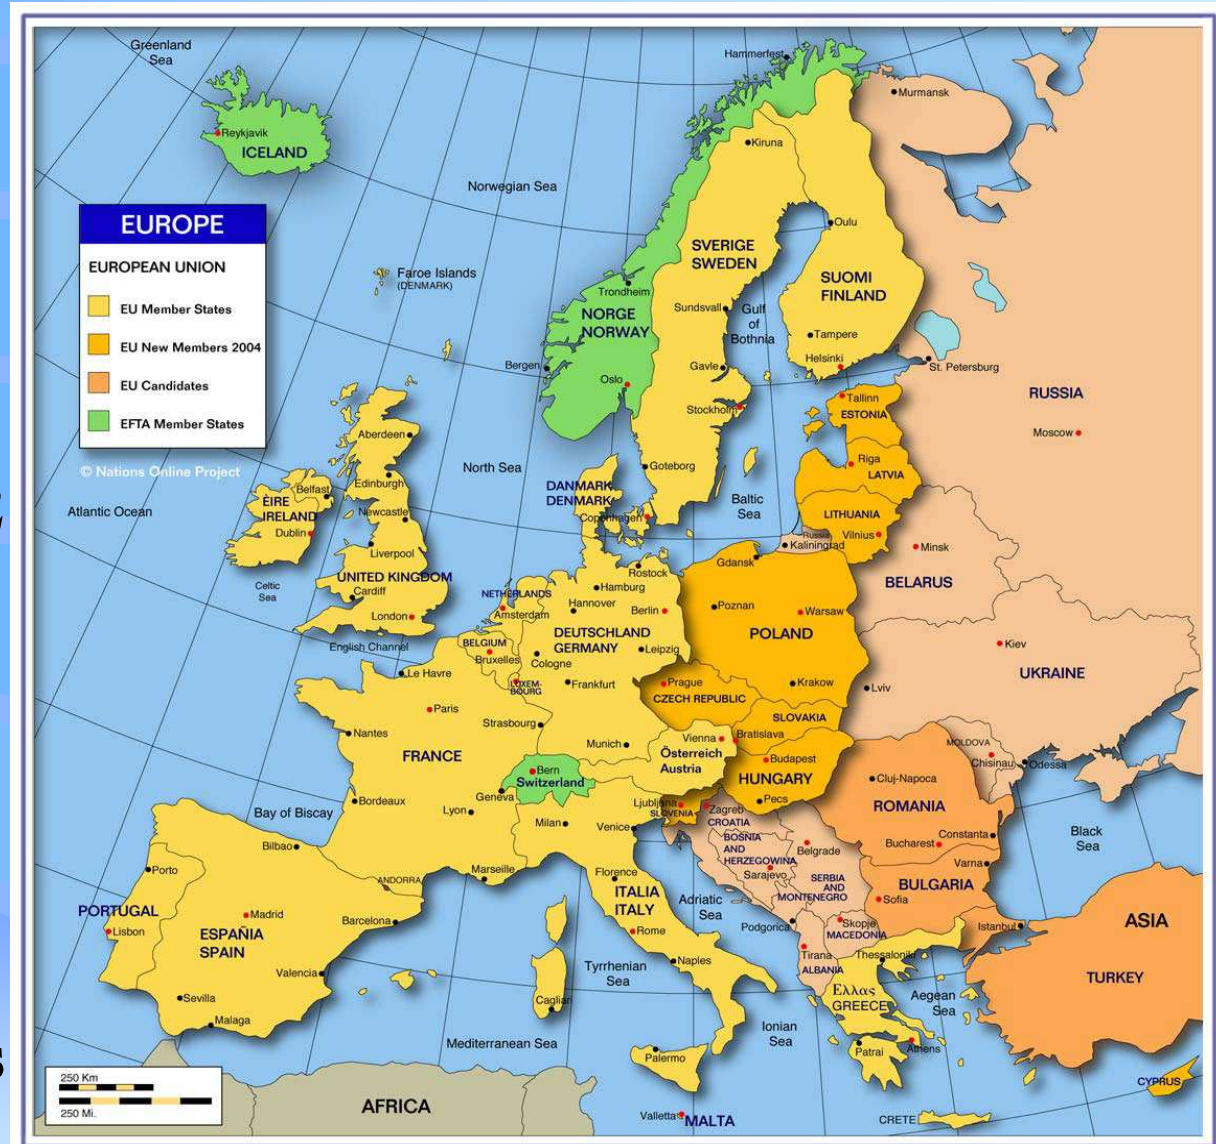 Greenland
Sea
Hammerfest
Murmansk
Reykjavik
ICELAND
Kiruna
Norwegian Sea
EUROPE
EUROPEAN UNION
EU Member States
EU New Members 2004
EU Candidates
EFTA Member States
© Nations Online Project
Oulu
SVERIGE
SWEDEN
SUOMI
FINLAND
Faroe Islands
(DENMARK)
Trondheim
NORGE
NORWAY
Sundsvall
Gulf
of
Bothnia
Tampere
Helsinki
Bergen
Oslo
Gavle
Stockholm
St. Petersburg
RUSSIA
Moscow
Tallinn
ESTONIA
Riga
LATVIA
LITHUANIA
Vilnius
Aberdeen
Edinburgh
North Sea
Goteborg
DANMARK
DENMARK
Copenhagen
Baltic
Sea
Russia
Kaliningrad
Minsk
BELARUS
Atlantic Ocean
ÈIRE
IRELAND
Belfast
Dublin
Newcastle
Liverpool
UNITED KINGDOM
Cardiff
London
Celtic
Sea
English Channel
Gdansk
Rostock
Hamburg
NETHERLANDS
Amsterdam
Hannover
Berlin
Poznan
Warsaw
POLAND
DEUTSCHLAND
GERMANY
Leipzig
BELGIUM
Bruxelles
Cologne
LUXEM-
BOURG
Frankfurt
Prague
CZECH REPUBLIC
Krakow
Lviv
Kiev
UKRAINE
Le Havre
Paris
Strasbourg
Nantes
FRANCE
Munich
Vienna
Österreich
Austria
SLOVAKIA
Bratislava
Budapest
HUNGARY
Pecs
MOLDOVA
Chisinau
Odessa
Bern
Switzerland
Geneva
Bordeaux
Lyon
Bay of Biscay
Milan
Venice
Ljubljana
SLOVENIA
Zagreb
CROATIA
BOSNIA
AND
HERZEGOWINA
Sarajevo
Belgrade
SERBIA
AND
MONTENEGRO
Cluj-Napoca
ROMANIA
Constanta
Bucharest
Varna
BULGARIA
Sofia
Black
Sea
Bilbao
Porto
PORTUGAL
Lisbon
Madrid
ESPAÑIA
SPAIN
ANDORRA
Barcelona
Marseille
Valencia
Sevilla
Malaga
Florence
ITALIA
ITALY
Rome
Adriatic
Sea
Podgorica
Skopje
MACEDONIA
Tirana
ALBANIA
Istanbul
ASIA
TURKEY
Thessaloniki
Naples
Tyrrhenian
Sea
Cagliari
Ελλας
GREECE
Aegean
Sea
Ionian
Sea
Patrai
Athens
Mediterranean Sea
Palermo
250 Km
250 Mi.
AFRICA
Valletta
MALTA
CRETE
CYPRUS